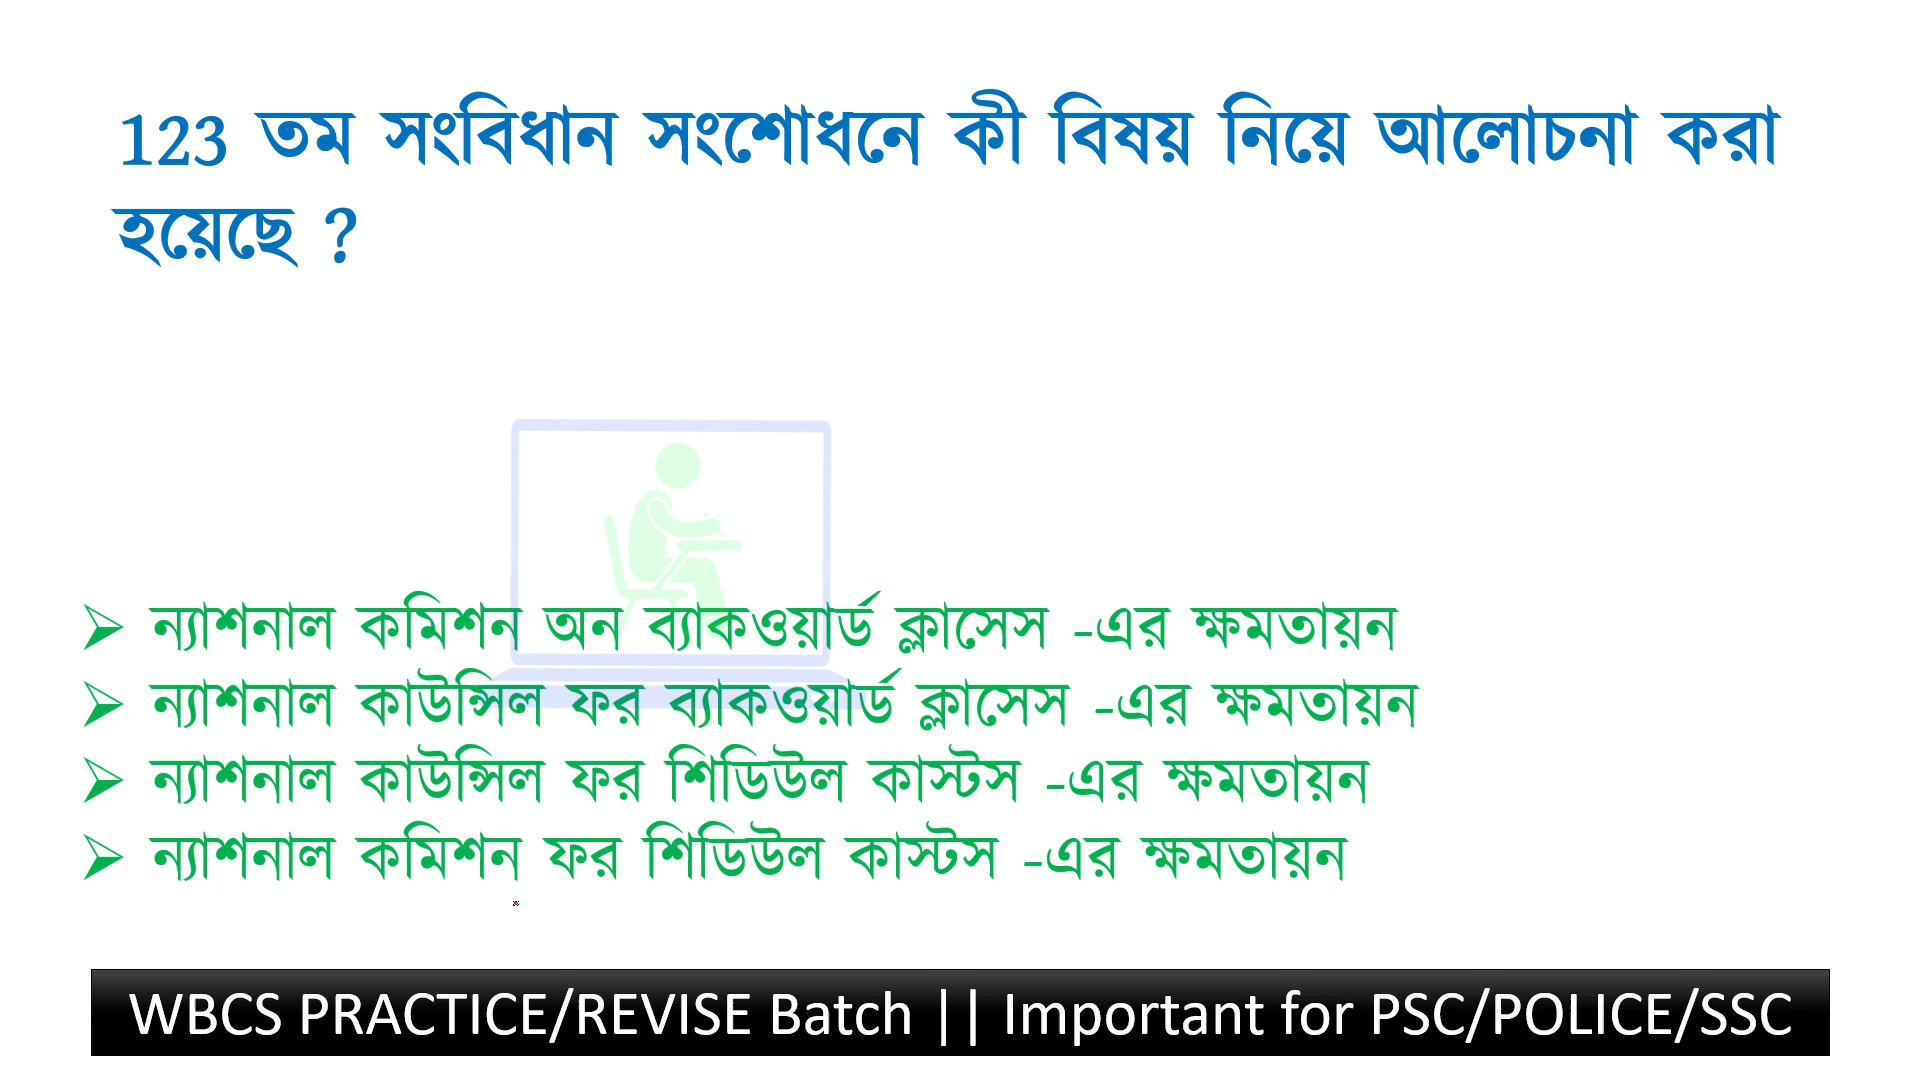 123 তম সংবিধান সংশোধনে কী বিষয় নিয়ে আলোচনা করা
হয়েছে ?
➢ ন্যাশনাল কমিশন অন ব্যাকওয়ার্ড ক্লাসেস -এর ক্ষমতায়ন
➢ ন্যাশনাল কাউন্সিল ফর ব্যাকওয়ার্ড ক্লাসেস -এর ক্ষমতায়ন
➢ ন্যাশনাল কাউন্সিল ফর শিডিউল কাস্টস -এর ক্ষমতায়ন
➢ ন্যাশনাল কমিশন ফর শিডিউল কাস্টস -এর ক্ষমতায়ন
WBCS PRACTICE/REVISE Batch || Important for PSC/POLICE/SSC